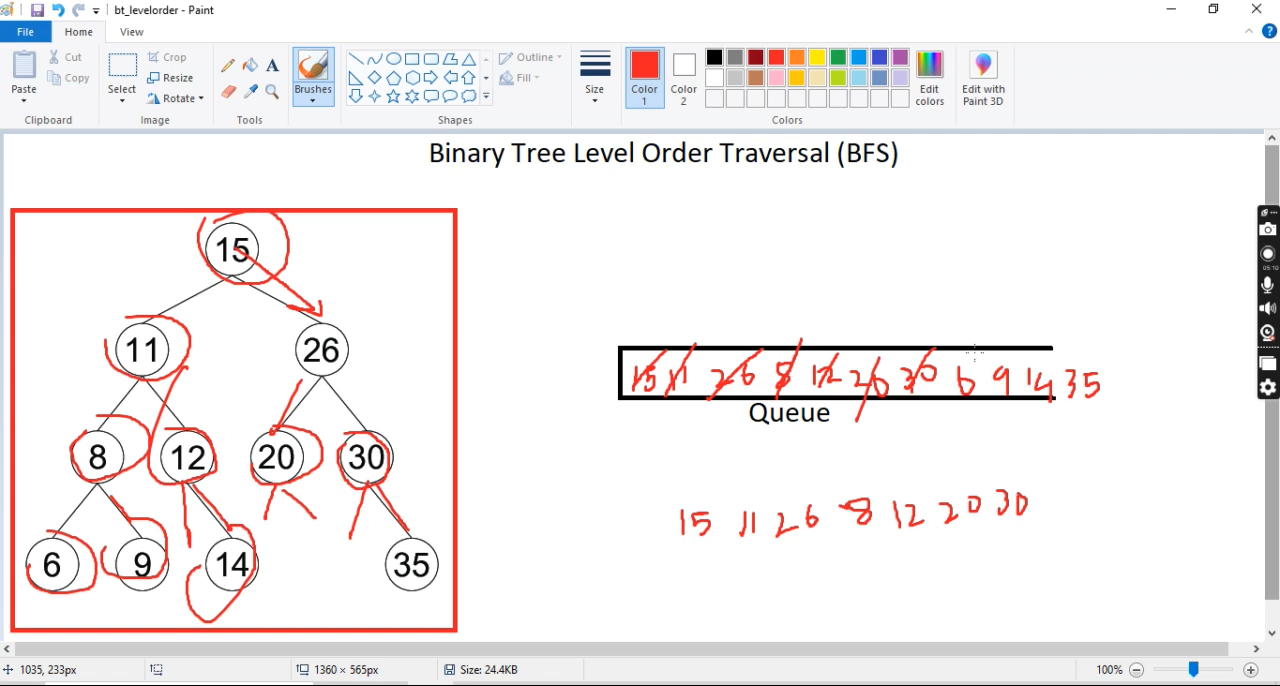 bt_levelorder - Paint
File Home View
Paste
Cut
Copy
Clipboard
Select
Crop
Resize
Rotate
Image
A
Tools
Brushes
Outline
Fill
Shapes
Size
Color 1
Color 2
Edit colors
Colors
Edit with Paint 3D
Binary Tree Level Order Traversal (BFS)
15
11 26
8 12 20 30
6 9 14 35
15 11 26 8 12 20 30 6 9 14 35
Queue
15 11 26 8 12 20 30
05:10
1035, 233px
1360 × 565px
Size: 24.4KB
100%